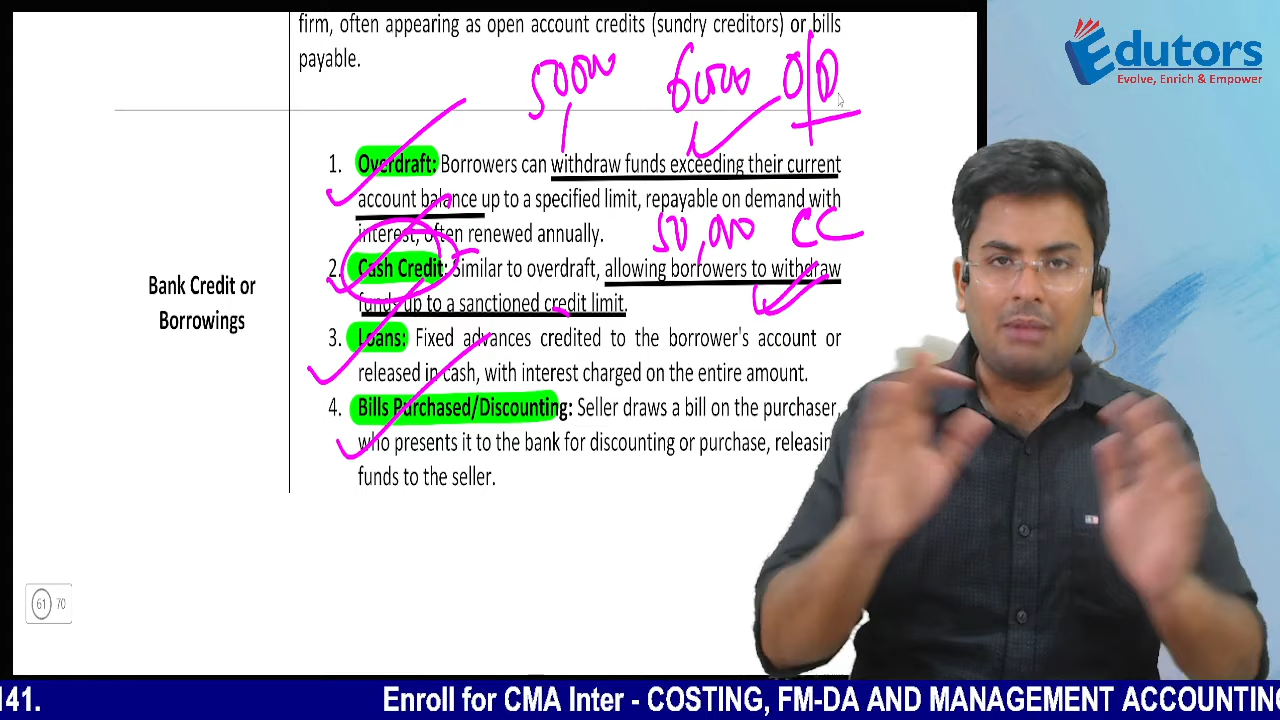 firm, often appearing as open account credits (sundry creditors) or bills
payable.
Edutors
Evolve, Enrich & Empower
O/D
1. Overdraft: Borrowers can withdraw funds exceeding their current
account balance up to a specified limit, repayable on demand with
interest, often renewed annually.
50,000 CC
2. Cash Credit: Similar to overdraft, allowing borrowers to withdraw
funds up to a sanctioned credit limit.
Bank Credit or
Borrowings
3. Loans: Fixed advances credited to the borrower's account or
released in cash, with interest charged on the entire amount.
4. Bills Purchased/Discounting: Seller draws a bill on the purchaser,
who presents it to the bank for discounting or purchase,
funds to the seller.
61 70
141. Enroll for CMA Inter - COSTING, FM-DA AND MANAGEMENT ACCOUNTING